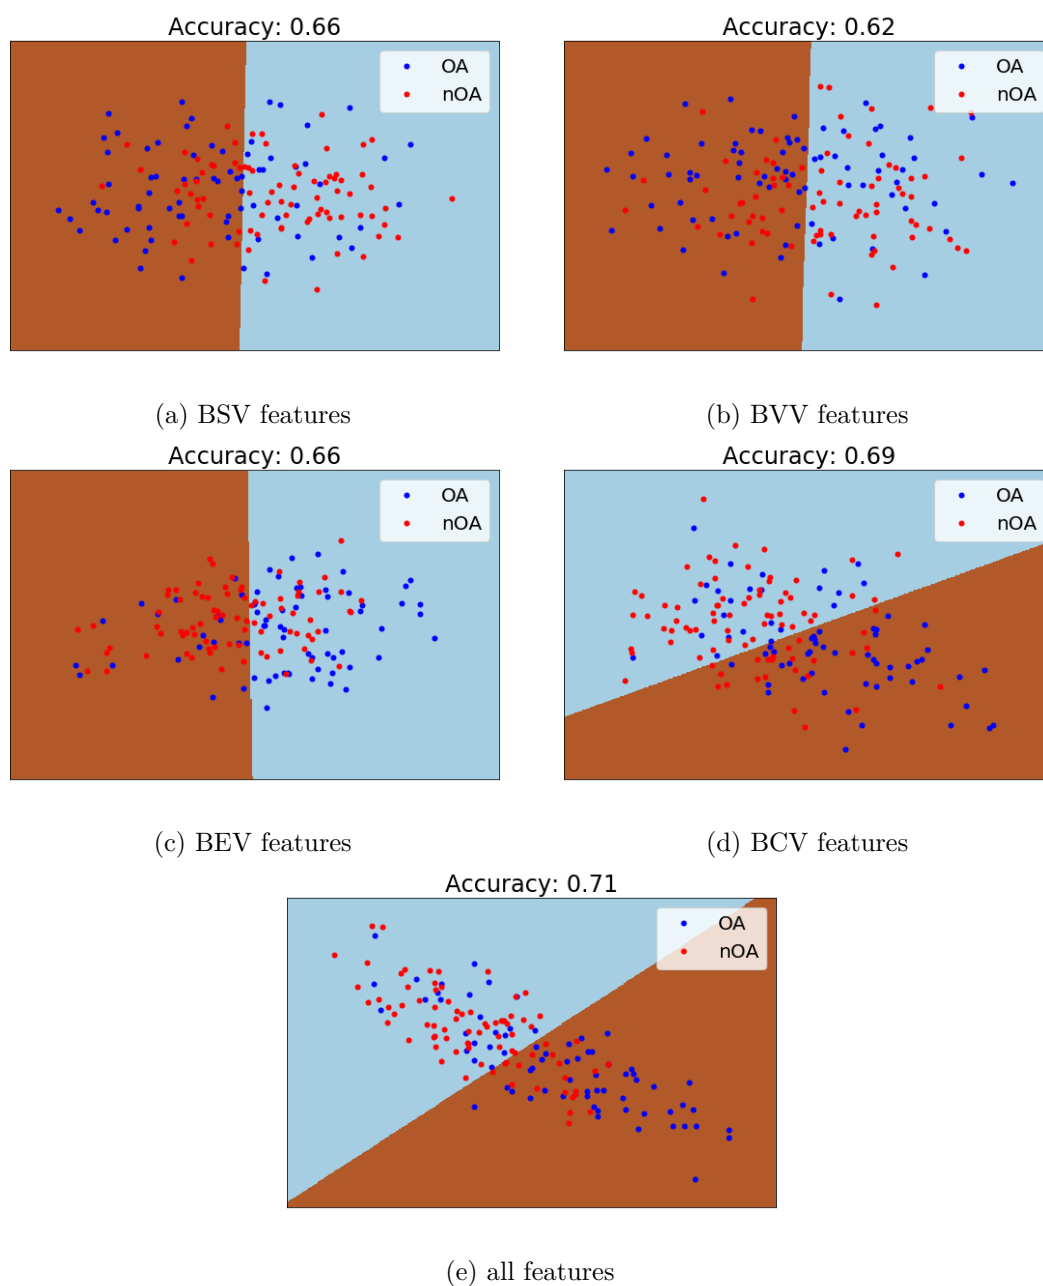 Accuracy: 0.66
OA
nOA
(a) BSV features
Accuracy: 0.62
OA
nOA
(b) BVV features
Accuracy: 0.66
OA
nOA
(c) BEV features
Accuracy: 0.69
OA
nOA
(d) BCV features
Accuracy: 0.71
OA
nOA
(e) all features